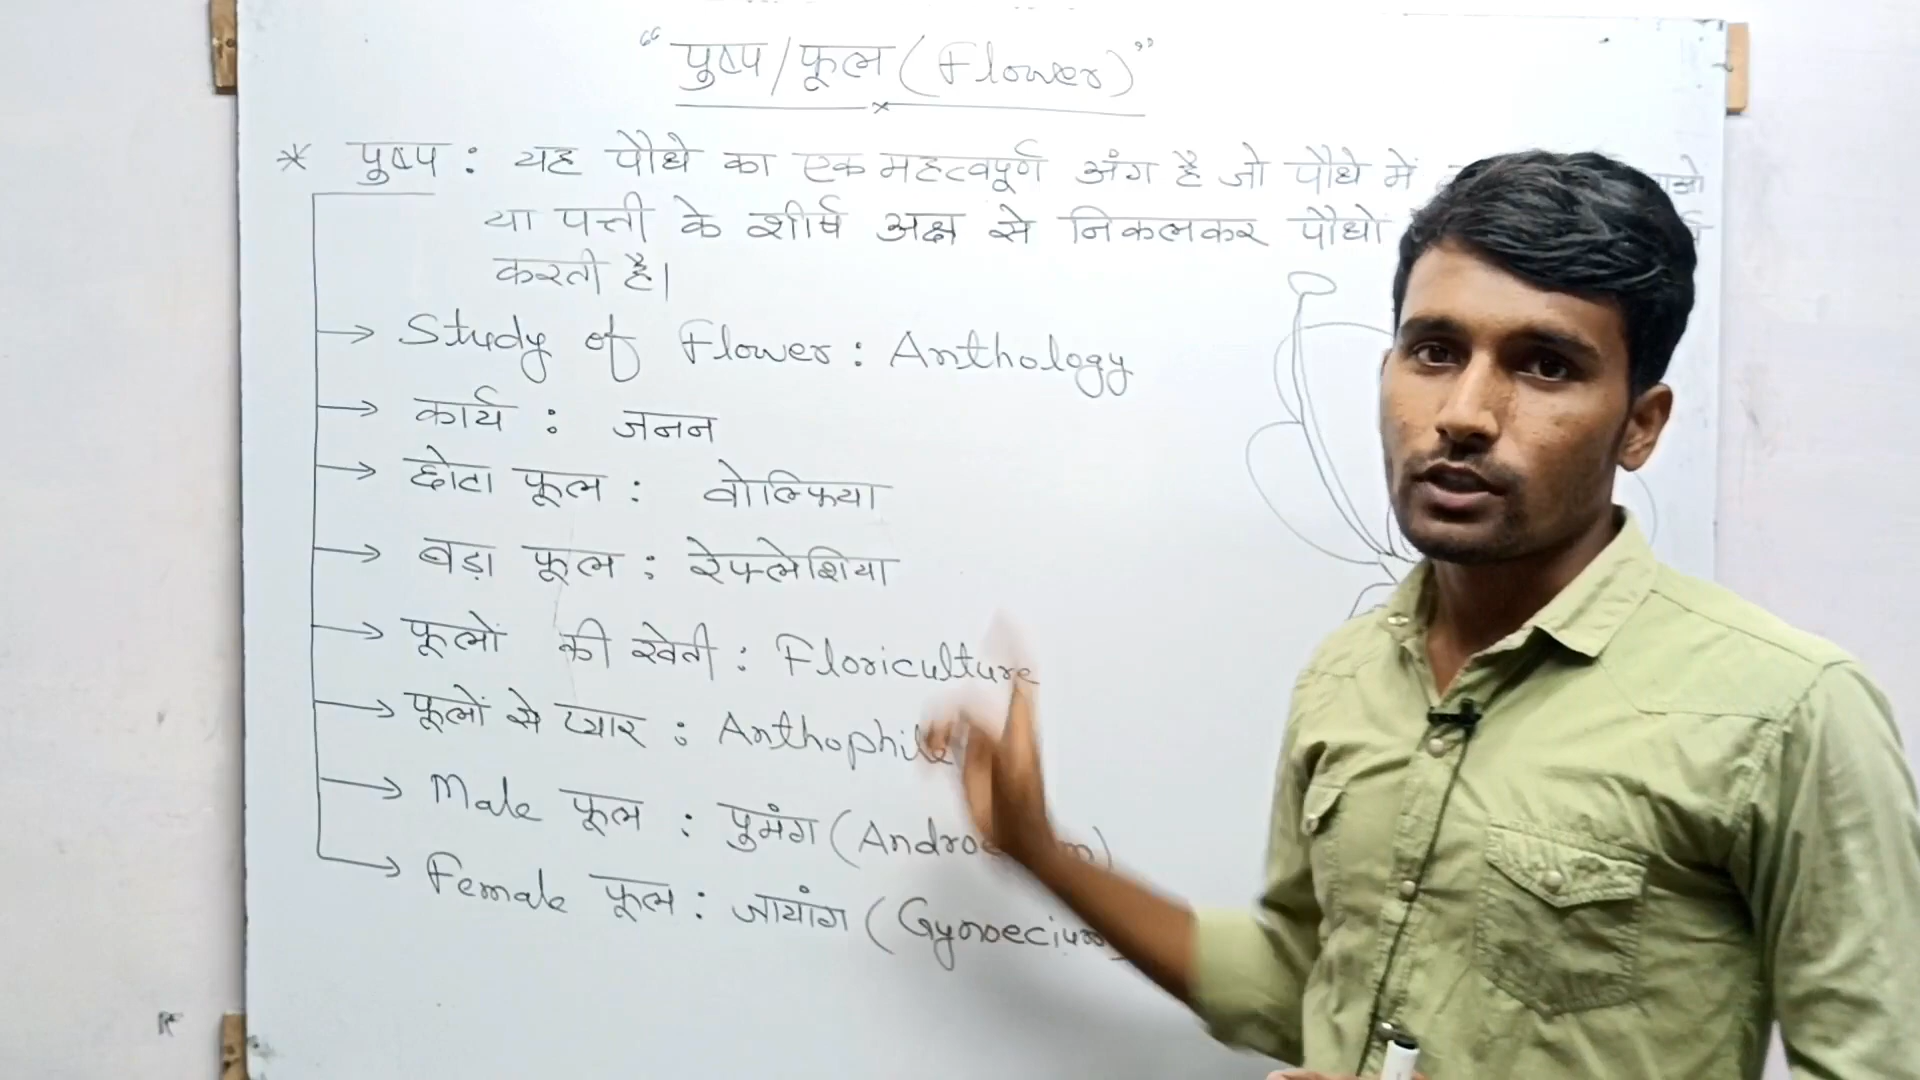 “पुष्प/फूल (Flower)”
* पुष्प : यह पौधे का एक महत्वपूर्ण अंग है जो पौधे में
या पत्ती के शीर्ष अक्ष से निकलकर पौधो
करती है।
→ Study of Flower : Anthology
→ कार्य : जनन
→ छोटा फूल : वोल्फिया
→ बड़ा फूल : रेफ्लेशिया
→ फूलों की खेती : Floriculture
→ फूलों से प्यार : Anthophile
→ Male फूल : पुमंग (Androecium)
→ Female फूल : जायांग (Gynoecium)